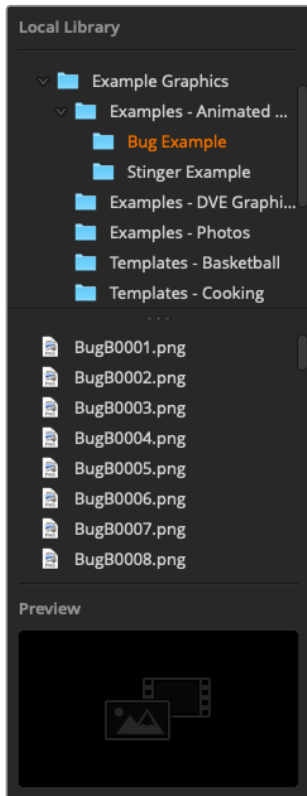 Local Library
Example Graphics
Examples - Animated ...
Bug Example
Stinger Example
Examples - DVE Graphi...
Examples - Photos
Templates - Basketball
Templates - Cooking
BugB0001.png
BugB0002.png
BugB0003.png
BugB0004.png
BugB0005.png
BugB0006.png
BugB0007.png
BugB0008.png
Preview